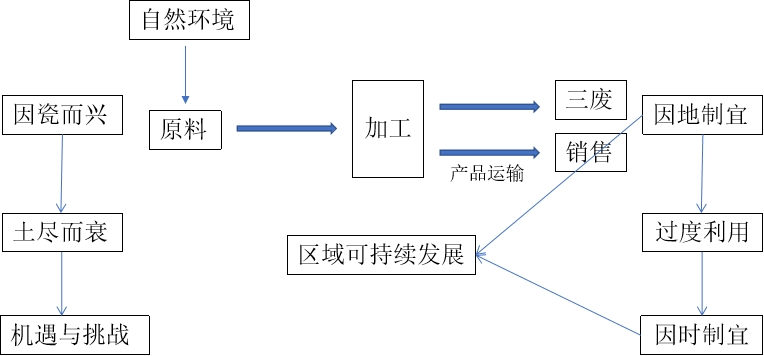 自然环境
因瓷而兴
原料
加工
三废
因地制宜
销售
产品运输
土尽而衰
区域可持续发展
过度利用
机遇与挑战
因时制宜